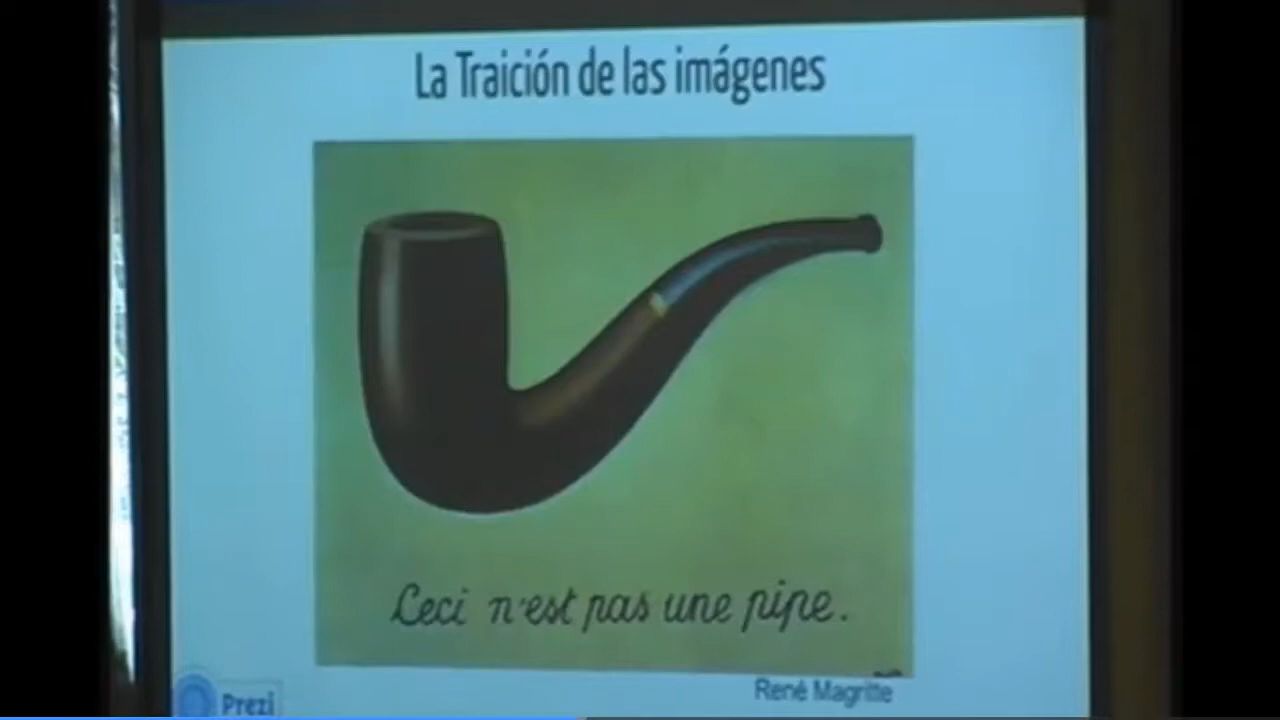 La Traición de las imágenes
Ceci n'est pas une pipe.
René Magritte
Prezi